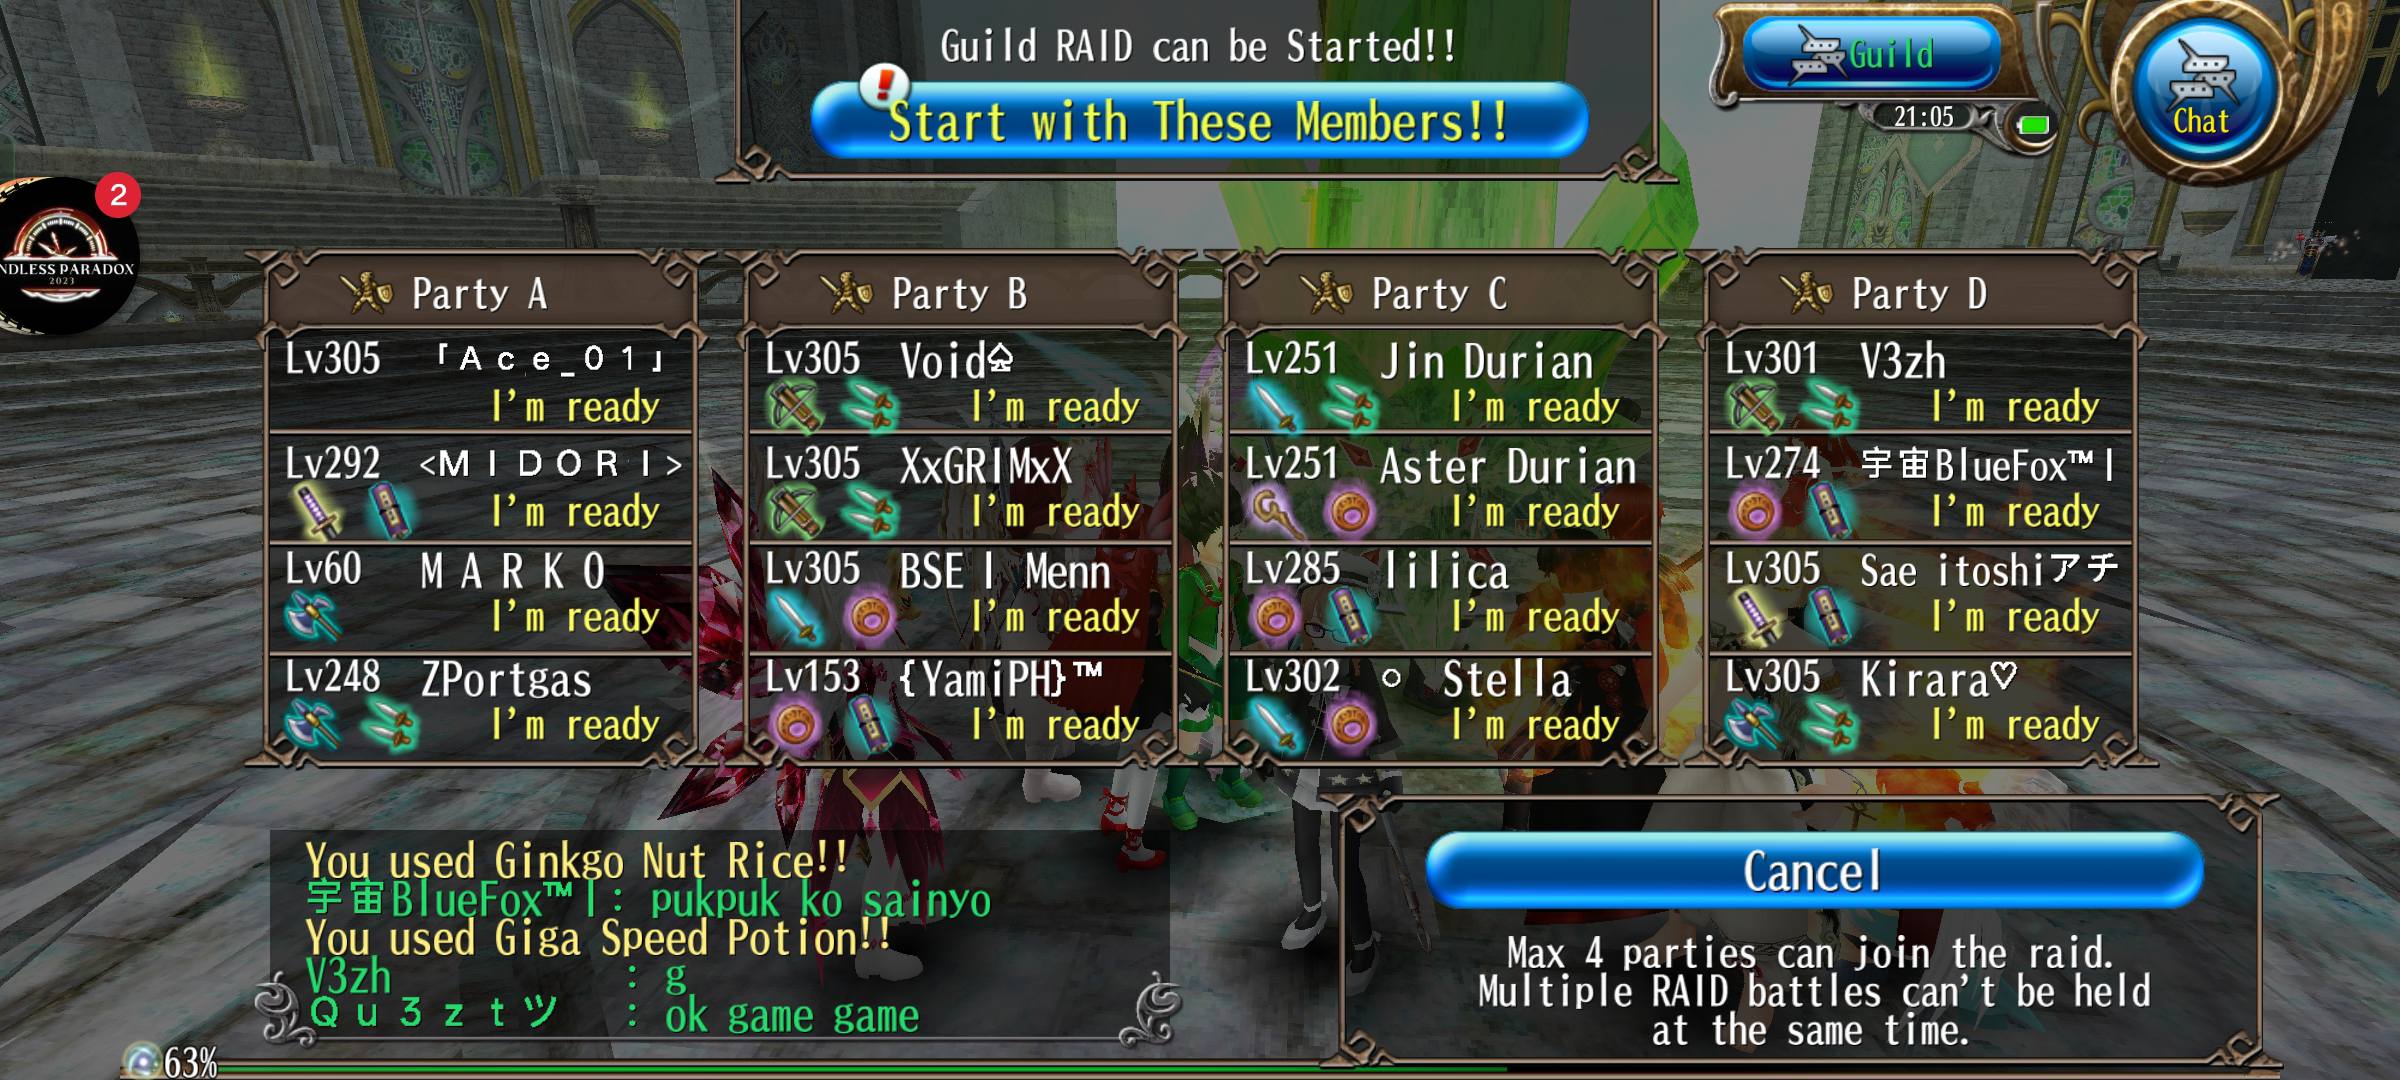 Guild RAID can be Started!!
! Start with These Members!!
Guild
21:05
Chat
2
NDLESS PARADOX
2023
Party A
Lv305 「Ace_01」
I'm ready
Lv292 <MIDORI>
I'm ready
Lv60 MARKO
I'm ready
Lv248 ZPortgas
I'm ready
Party B
Lv305 Void♤
I'm ready
Lv305 XxGRIMxX
I'm ready
Lv305 BSE | Menn
I'm ready
Lv153 {YamiPH}™
I'm ready
Party C
Lv251 Jin Durian
I'm ready
Lv251 Aster Durian
I'm ready
Lv285 lilica
I'm ready
Lv302 ○ Stella
I'm ready
Party D
Lv301 V3zh
I'm ready
Lv274 宇宙BlueFox™|
I'm ready
Lv305 Sae itoshiアチ
I'm ready
Lv305 Kirara♡
I'm ready
You used Ginkgo Nut Rice!!
宇宙BlueFox™|: pukpuk ko sainyo
You used Giga Speed Potion!!
V3zh : g
Qu3ztツ : ok game game
63%
Cancel
Max 4 parties can join the raid.
Multiple RAID battles can't be held
at the same time.